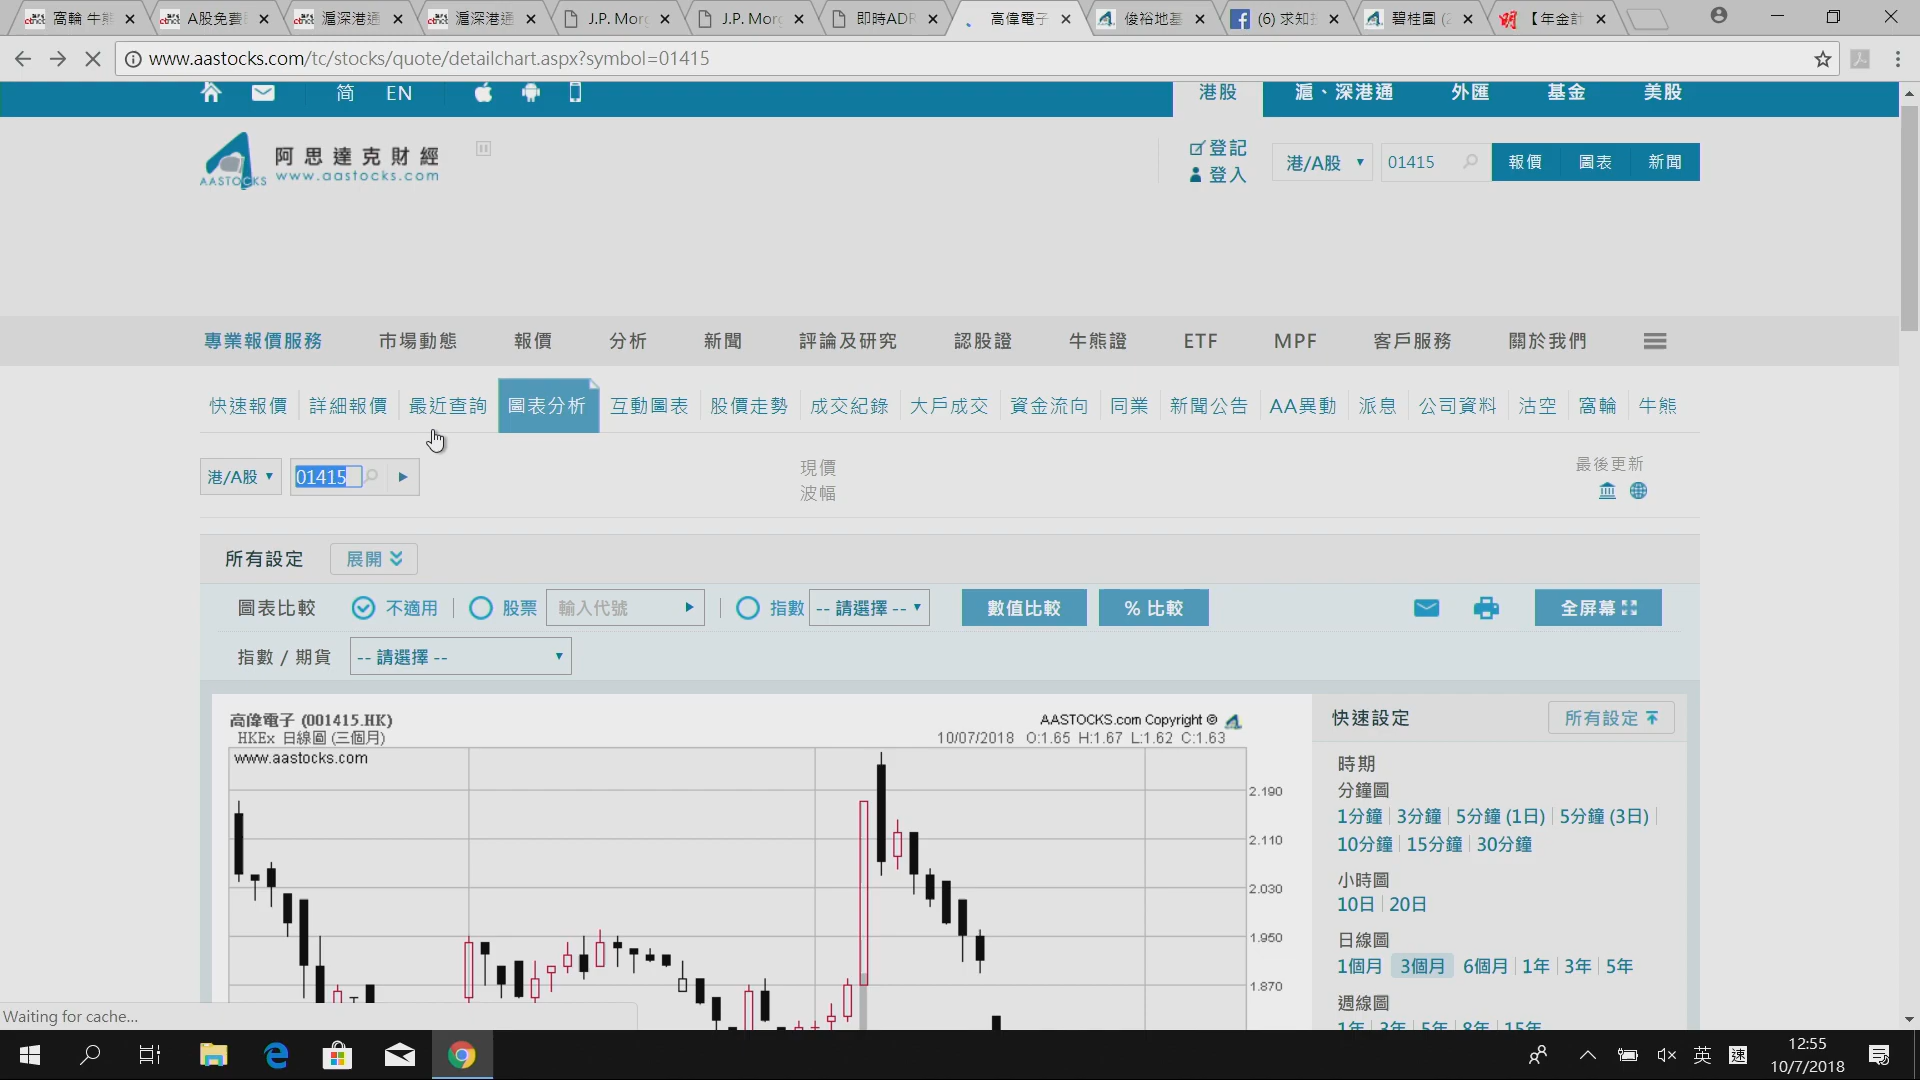 窩輪 牛熊
A股免費
滬深港通
滬深港通
J.P. Mor
J.P. Mor
即時ADR
高偉電子
俊裕地基
(6) 求知
碧桂園 (2
【年金計
www.aastocks.com/tc/stocks/quote/detailchart.aspx?symbol=01415
简 EN
港股 滬、深港通 外匯 基金 美股
AASTOCKS
阿思達克財經
www.aastocks.com
登記
登入
港/A股 01415 報價 圖表 新聞
專業報價服務 市場動態 報價 分析 新聞 評論及研究 認股證 牛熊證 ETF MPF 客戶服務 關於我們
快速報價 詳細報價 最近查詢 圖表分析 互動圖表 股價走勢 成交紀錄 大戶成交 資金流向 同業 新聞公告 AA異動 派息 公司資料 沽空 窩輪 牛熊
港/A股 01415
現價
波幅
最後更新
所有設定 展開
圖表比較 不適用 股票 輸入代號 指數 -- 請選擇 -- 數值比較 % 比較 全屏幕
指數 / 期貨 -- 請選擇 --
高偉電子 (001415.HK)
HKEx 日線圖 (三個月)
AASTOCKS.com Copyright ©
10/07/2018 O:1.65 H:1.67 L:1.62 C:1.63
www.aastocks.com
2.190
2.110
2.030
1.950
1.870
快速設定 所有設定
時期
分鐘圖
1分鐘 3分鐘 5分鐘 (1日) 5分鐘 (3日)
10分鐘 15分鐘 30分鐘
小時圖
10日 20日
日線圖
1個月 3個月 6個月 1年 3年 5年
週線圖
1年 3年 5年 8年 15年
Waiting for cache...
英 速
12:55
10/7/2018